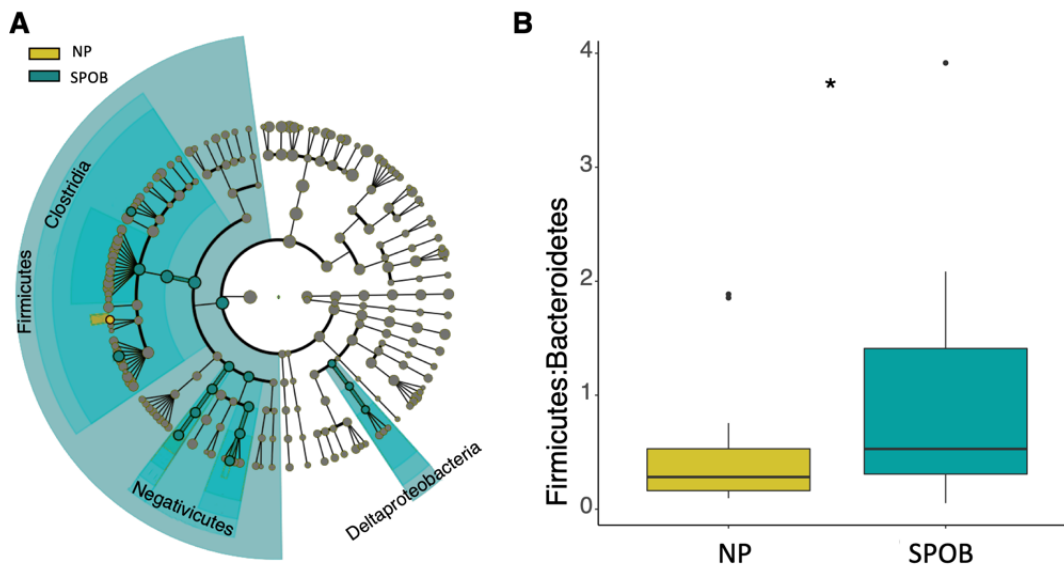 A
NP
SPOB
Firmicutes
Clostridia
Negativicutes
Deltaproteobacteria
B
Firmicutes:Bacteroidetes
4
3
2
1
0
*
NP
SPOB